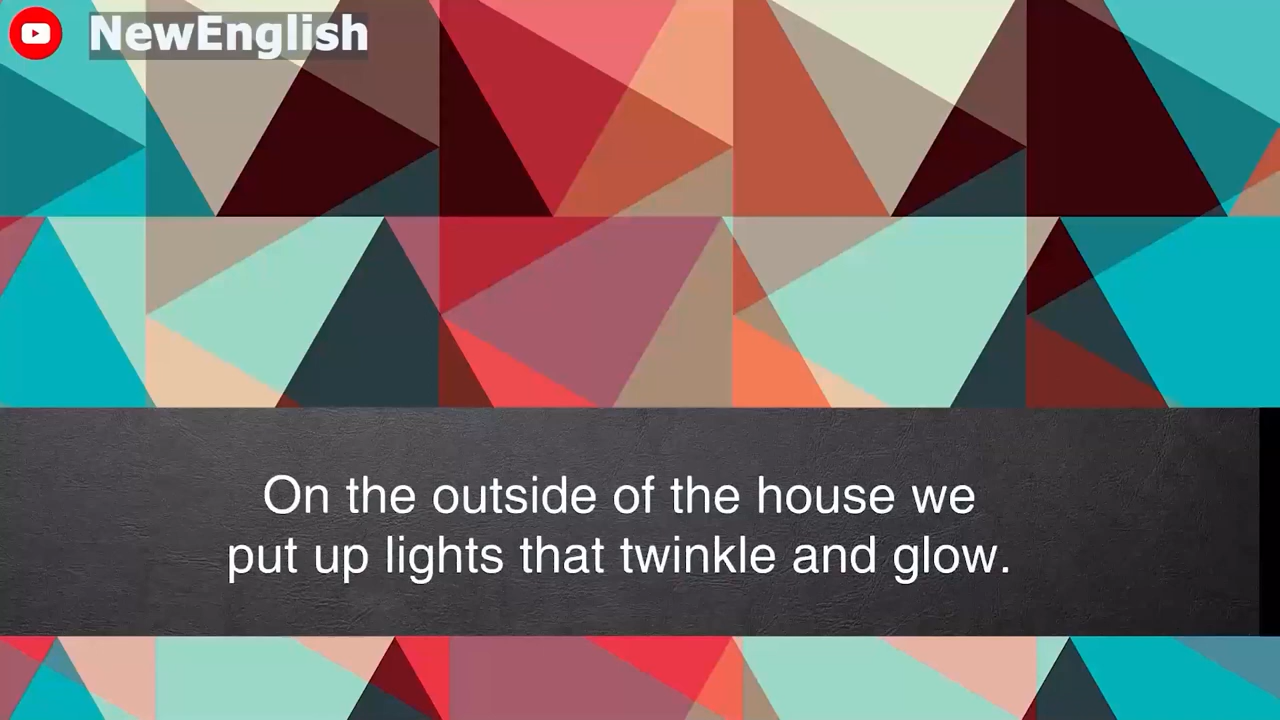 NewEnglish
On the outside of the house we
put up lights that twinkle and glow.